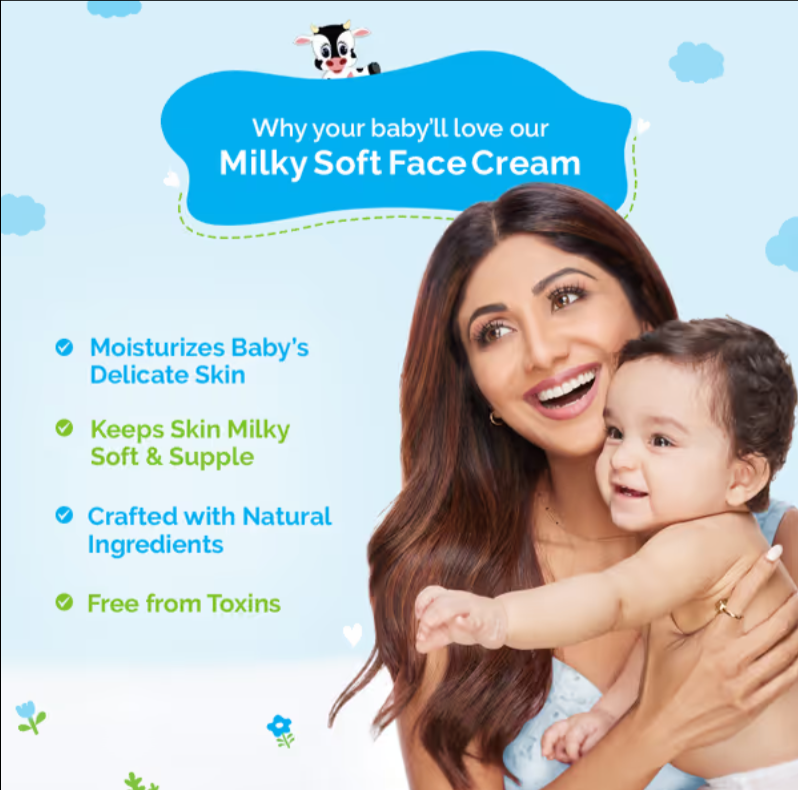 Why your baby'll love our
Milky Soft Face Cream
Moisturizes Baby's
Delicate Skin
Keeps Skin Milky
Soft & Supple
Crafted with Natural
Ingredients
Free from Toxins